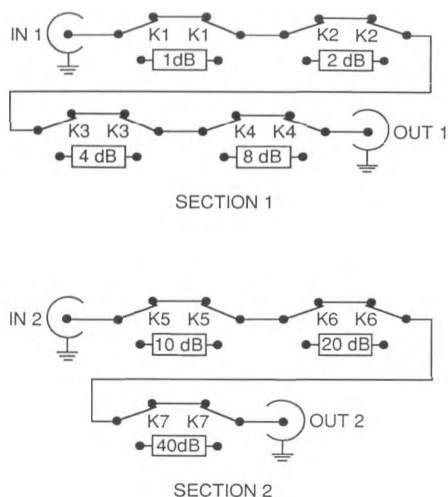 IN 1
K1 K1
K2 K2
1dB
2 dB
K3 K3
K4 K4
OUT 1
4 dB
8 dB
SECTION 1
IN 2
K5 K5
K6 K6
10 dB
20 dB
K7 K7
OUT 2
40dB
SECTION 2